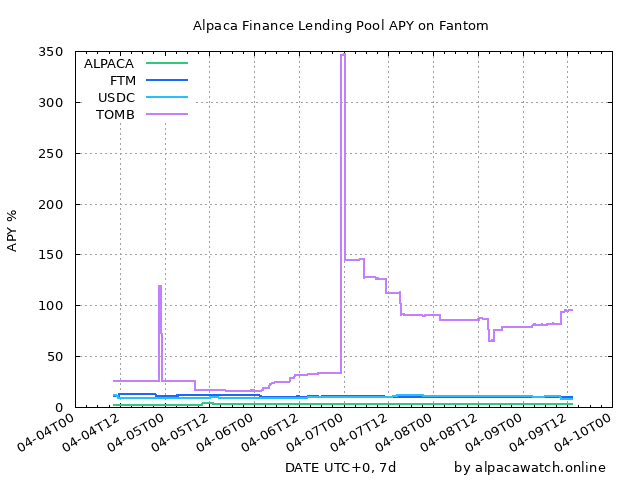 Alpaca Finance Lending Pool APY on Fantom
350
300
250
200
150
100
50
0
APY %
ALPACA
FTM
USDC
TOMB
04-04T00
04-04T12
04-05T00
04-05T12
04-06T00
04-06T12
04-07T00
04-07T12
04-08T00
04-08T12
04-09T00
04-09T12
04-10T00
DATE UTC+0, 7d
by alpacawatch.online